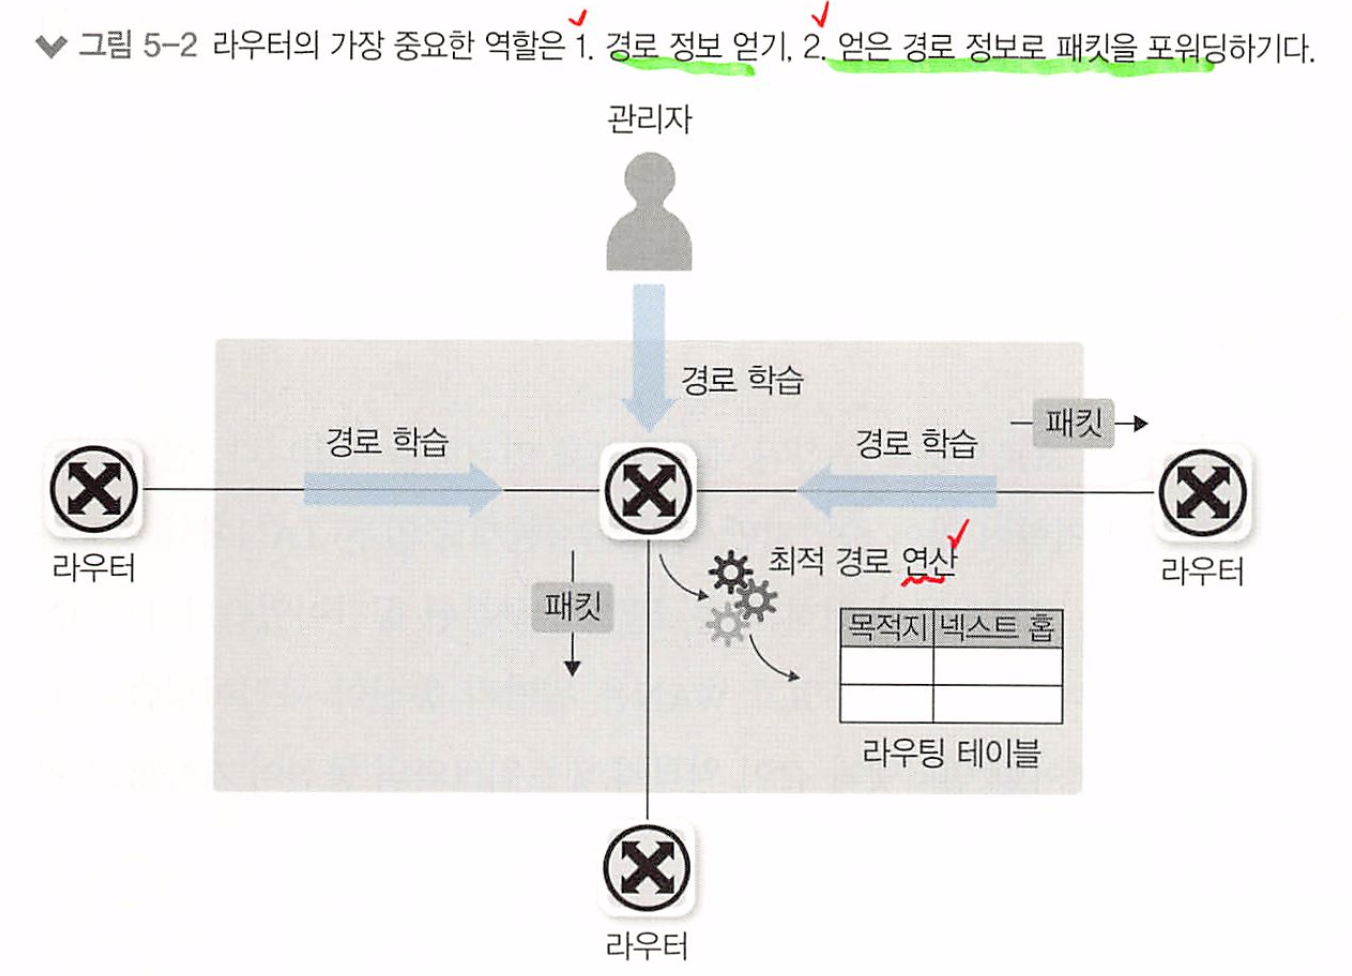 그림 5-2 라우터의 가장 중요한 역할은 1. 경로 정보 얻기, 2. 얻은 경로 정보로 패킷을 포워딩하기다.
관리자
경로 학습
경로 학습
경로 학습
패킷
라우터
라우터
최적 경로 연산
패킷
목적지 넥스트 홉
라우팅 테이블
라우터